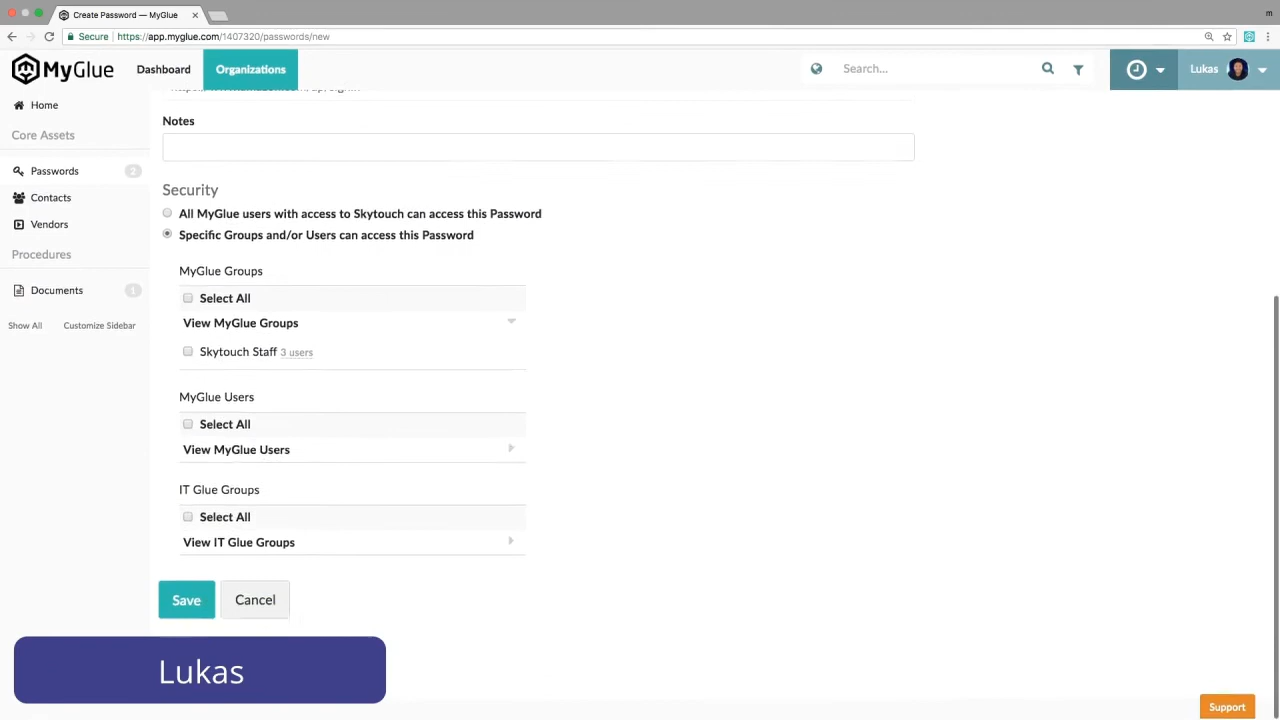 Create Password — MyGlue
m
Secure https://app.myglue.com/1407320/passwords/new
MyGlue Dashboard Organizations Search... Lukas
Home
Core Assets
Passwords 2
Contacts
Vendors
Procedures
Documents 1
Show All Customize Sidebar
Notes
Security
All MyGlue users with access to Skytouch can access this Password
Specific Groups and/or Users can access this Password
MyGlue Groups
Select All
View MyGlue Groups
Skytouch Staff 3 users
MyGlue Users
Select All
View MyGlue Users
IT Glue Groups
Select All
View IT Glue Groups
Save Cancel
Lukas
Support